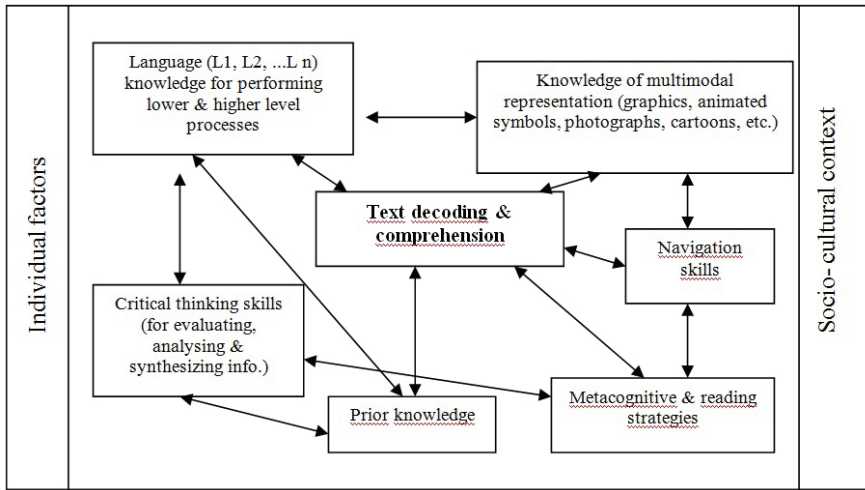 Individual factors
Language (L1, L2, ...L n)
knowledge for performing
lower & higher level
processes
Knowledge of multimodal
representation (graphics, animated
symbols, photographs, cartoons, etc.)
Text decoding &
comprehension
Navigation
skills
Critical thinking skills
(for evaluating,
analysing &
synthesizing info.)
Prior knowledge
Metacognitive & reading
strategies
Socio- cultural context